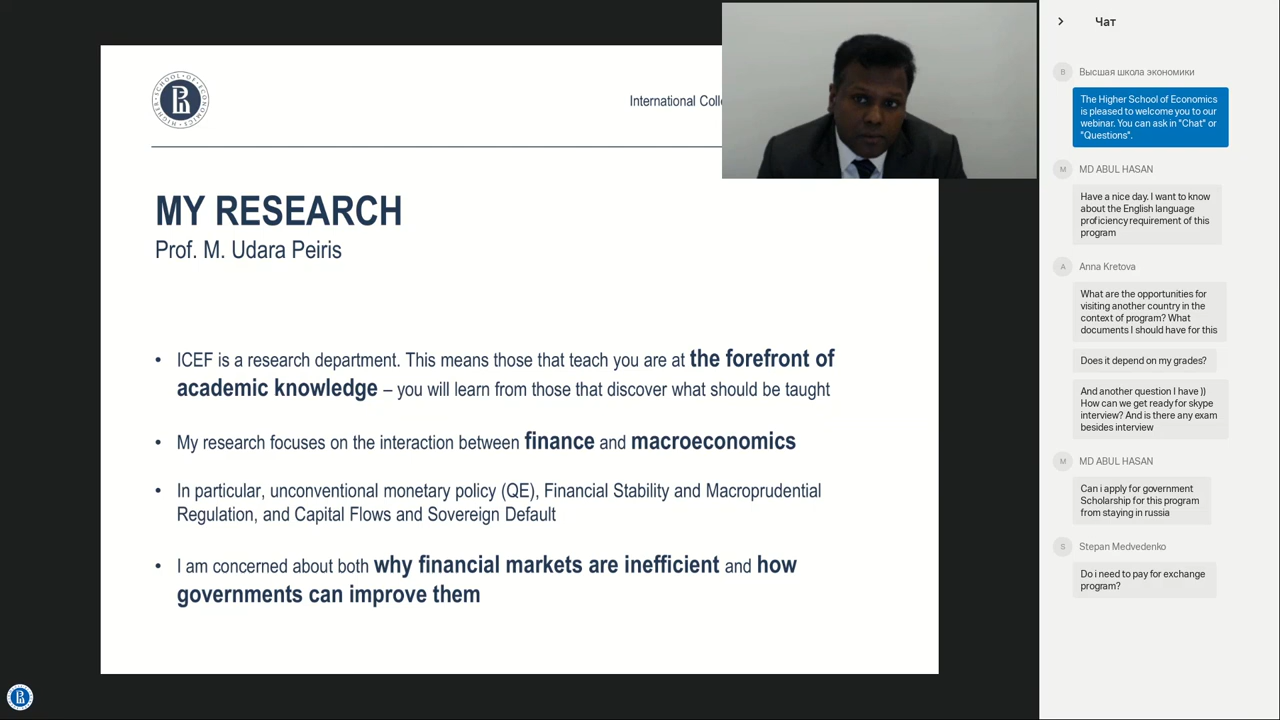 HIGHER SCHOOL OF ECONOMICS
International Coll
MY RESEARCH
Prof. M. Udara Peiris
• ICEF is a research department. This means those that teach you are at the forefront of
academic knowledge – you will learn from those that discover what should be taught
• My research focuses on the interaction between finance and macroeconomics
• In particular, unconventional monetary policy (QE), Financial Stability and Macroprudential
Regulation, and Capital Flows and Sovereign Default
• I am concerned about both why financial markets are inefficient and how
governments can improve them
Чат
В
Высшая школа экономики
The Higher School of Economics
is pleased to welcome you to our
webinar. You can ask in "Chat" or
"Questions".
M
MD ABUL HASAN
Have a nice day. I want to know
about the English language
proficiency requirement of this
program
A
Anna Kretova
What are the opportunities for
visiting another country in the
context of program? What
documents I should have for this
Does it depend on my grades?
And another question I have ))
How can we get ready for skype
interview? And is there any exam
besides interview
M
MD ABUL HASAN
Can i apply for government
Scholarship for this program
from staying in russia
S
Stepan Medvedenko
Do i need to pay for exchange
program?